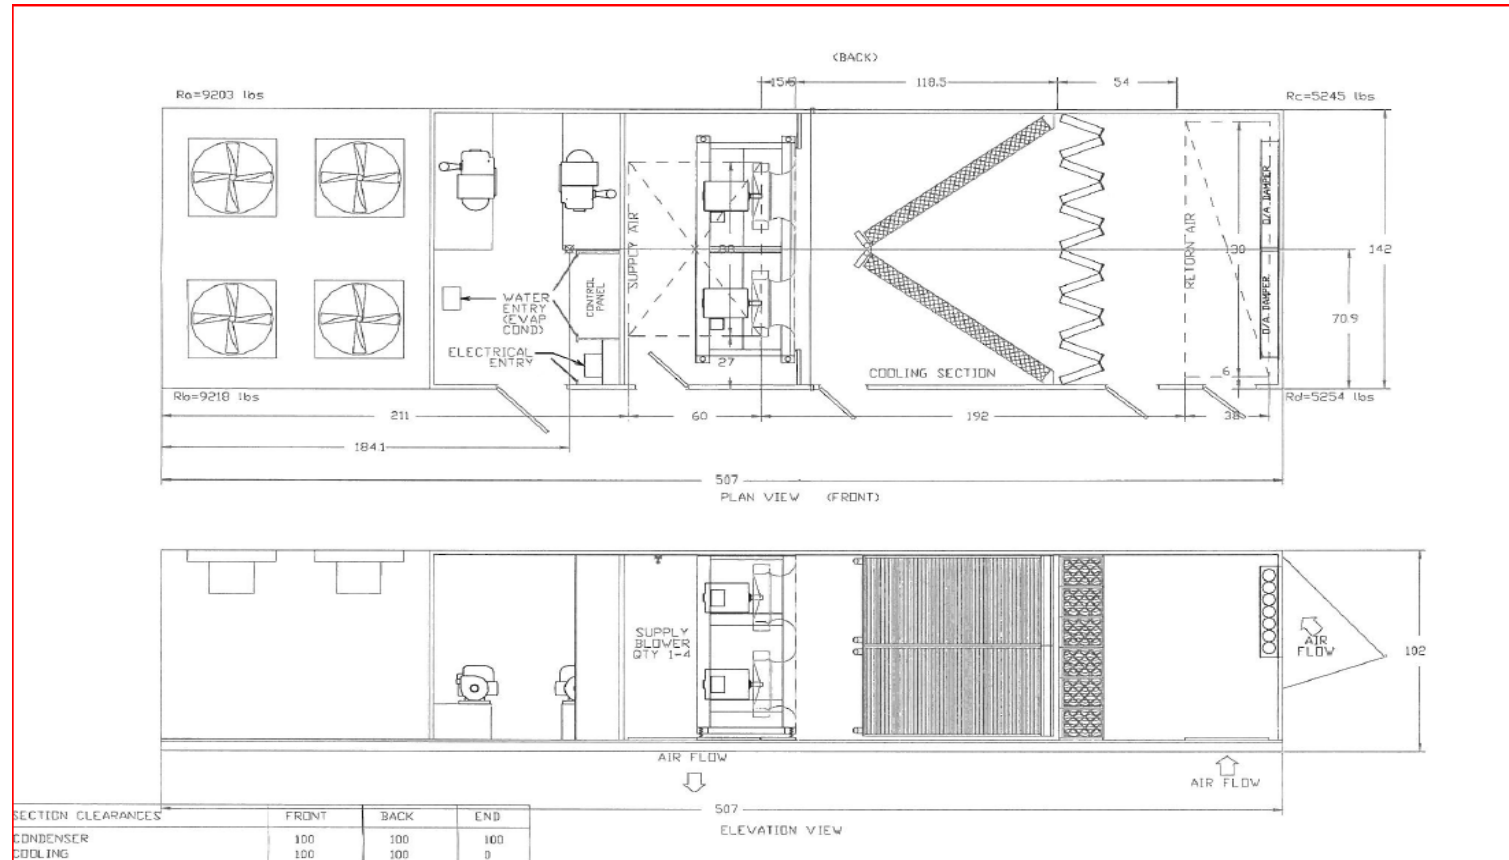 (BACK)
15.6
118.5
54
Ra=9203 lbs
Rc=5245 lbs
SUPPLY AIR
88
RETURN AIR
O/A. DAMPER
142
WATER
ENTRY
(EVAP
COND)
CONTROL
PANEL
O/A. DAMPER
70.9
ELECTRICAL
ENTRY
27
COOLING SECTION
6
Rb=9218 lbs
Rd=5254 lbs
211
60
192
38
184.1
507
PLAN VIEW (FRONT)
SUPPLY
BLOWER
QTY 1-4
AIR
FLOW
102
AIR FLOW
AIR FLOW
507
ELEVATION VIEW
SECTION CLEARANCES FRONT BACK END
CONDENSER 100 100 100
COOLING 100 100 0